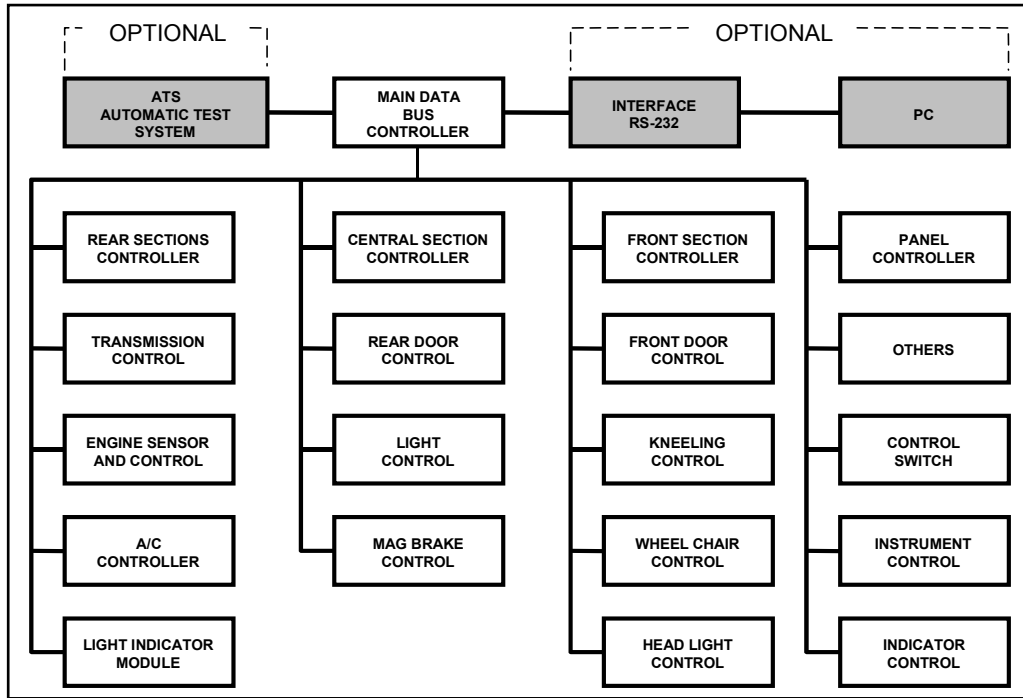 OPTIONAL
OPTIONAL
ATS
AUTOMATIC TEST
SYSTEM
MAIN DATA
BUS
CONTROLLER
INTERFACE
RS-232
PC
REAR SECTIONS
CONTROLLER
CENTRAL SECTION
CONTROLLER
FRONT SECTION
CONTROLLER
PANEL
CONTROLLER
TRANSMISSION
CONTROL
REAR DOOR
CONTROL
FRONT DOOR
CONTROL
OTHERS
ENGINE SENSOR
AND CONTROL
LIGHT
CONTROL
KNEELING
CONTROL
CONTROL
SWITCH
A/C
CONTROLLER
MAG BRAKE
CONTROL
WHEEL CHAIR
CONTROL
INSTRUMENT
CONTROL
LIGHT INDICATOR
MODULE
HEAD LIGHT
CONTROL
INDICATOR
CONTROL